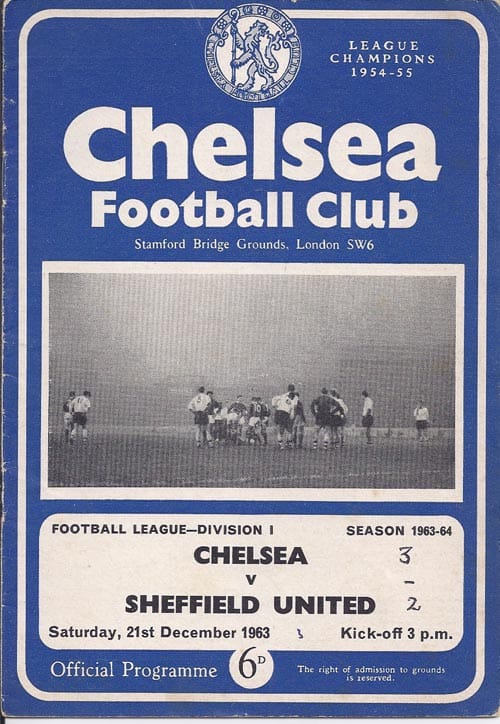 LEAGUE
CHAMPIONS
1954-55
Chelsea
Football Club
Stamford Bridge Grounds, London SW6
FOOTBALL LEAGUE—DIVISION I SEASON 1963-64
CHELSEA 3
v -
SHEFFIELD UNITED 2
Saturday, 21st December 1963 Kick-off 3 p.m.
Official Programme 6D The right of admission to grounds
is reserved.